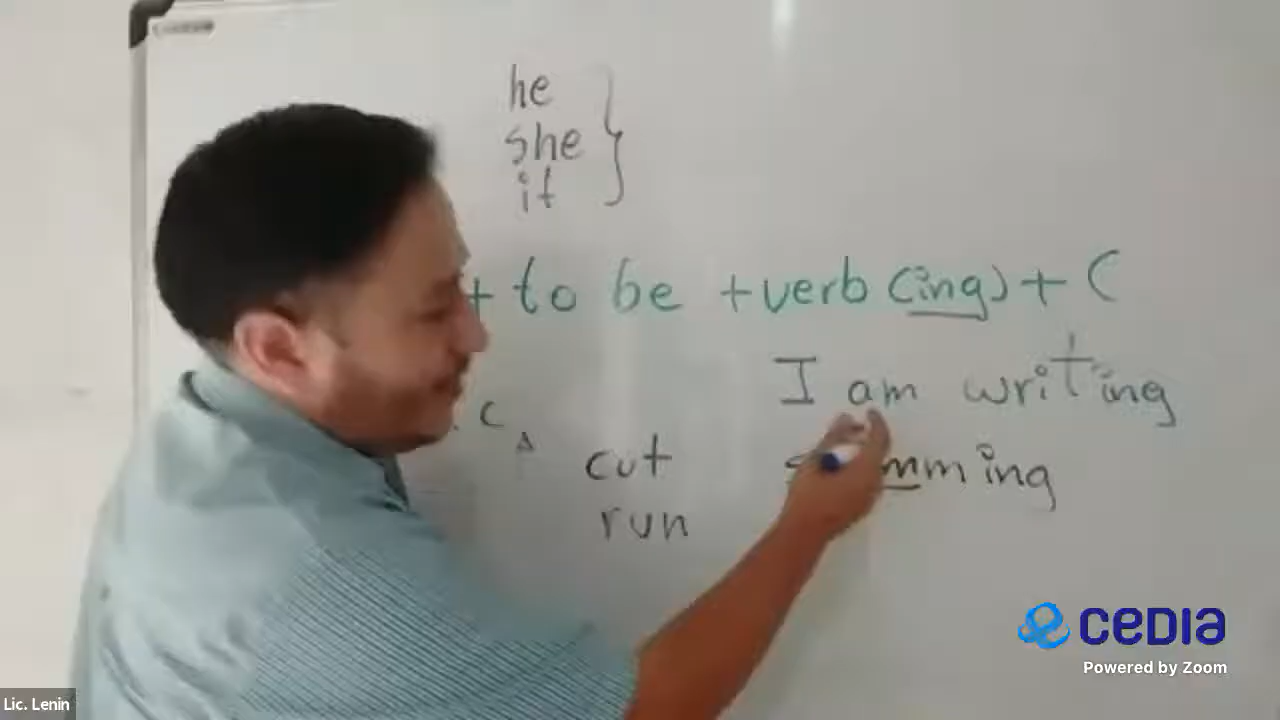 he
she
it
+ to be + verb (ing) + C
I am writing
C
cut
mming
run
CEDIA
Powered by Zoom
Lic. Lenin